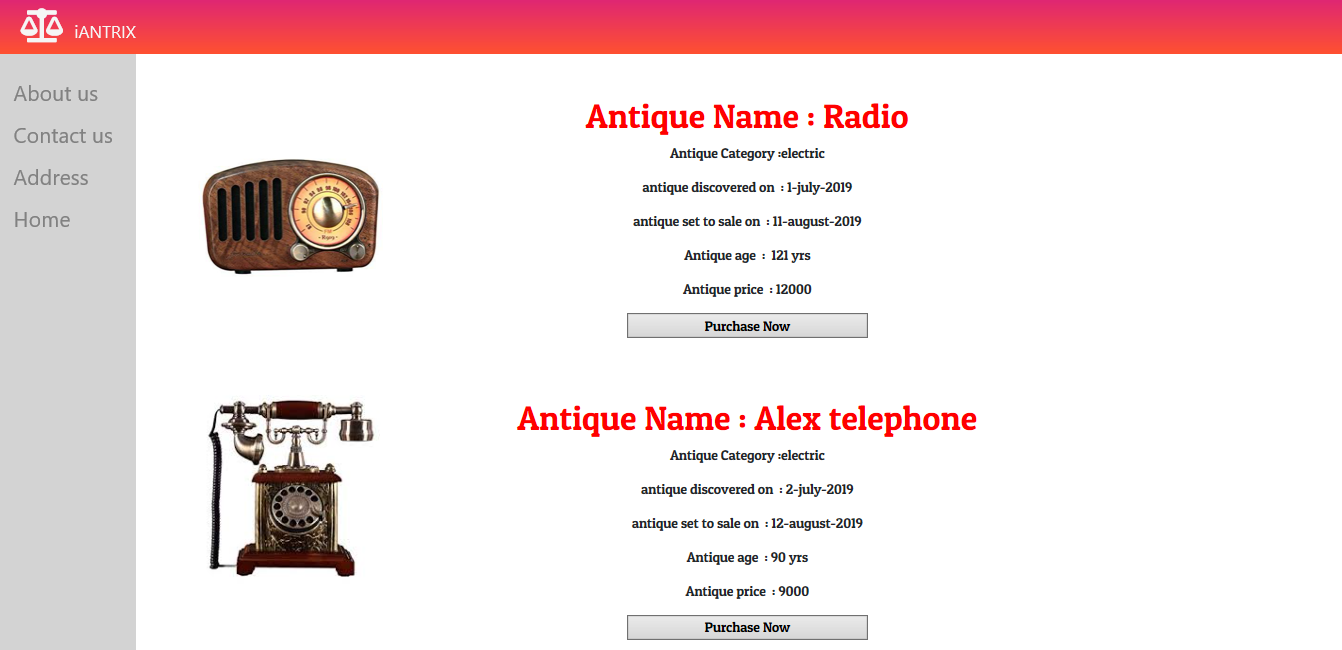 iANTRIX
About us
Contact us
Address
Home
Antique Name : Radio
Antique Category :electric
antique discovered on : 1-july-2019
antique set to sale on : 11-august-2019
Antique age : 121 yrs
Antique price : 12000
Purchase Now
Antique Name : Alex telephone
Antique Category :electric
antique discovered on : 2-july-2019
antique set to sale on : 12-august-2019
Antique age : 90 yrs
Antique price : 9000
Purchase Now